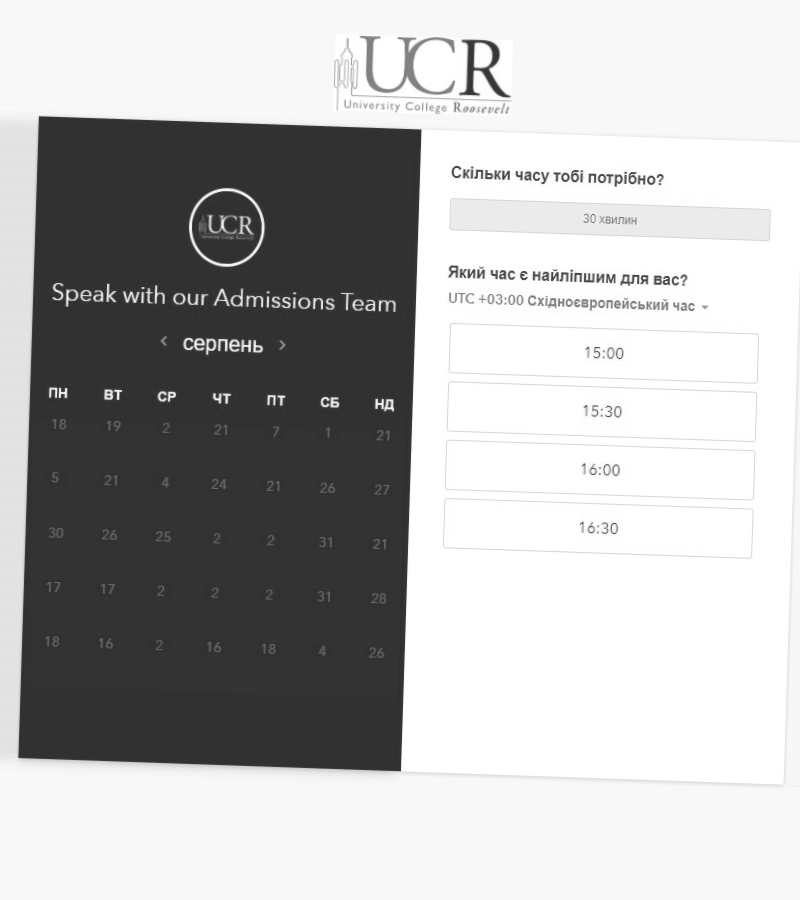 UCR
University College Roosevelt
UCR
University College Roosevelt
Speak with our Admissions Team
серпень
ПН ВТ СР ЧТ ПТ СБ НД
18 19 2 21 7 1 21
5 21 4 24 21 26 27
30 26 25 2 2 31 21
17 17 2 2 2 31 28
18 16 2 16 18 4 26
Скільки часу тобі потрібно?
30 хвилин
Який час є найліпшим для вас?
UTC +03:00 Східноєвропейський час
15:00
15:30
16:00
16:30